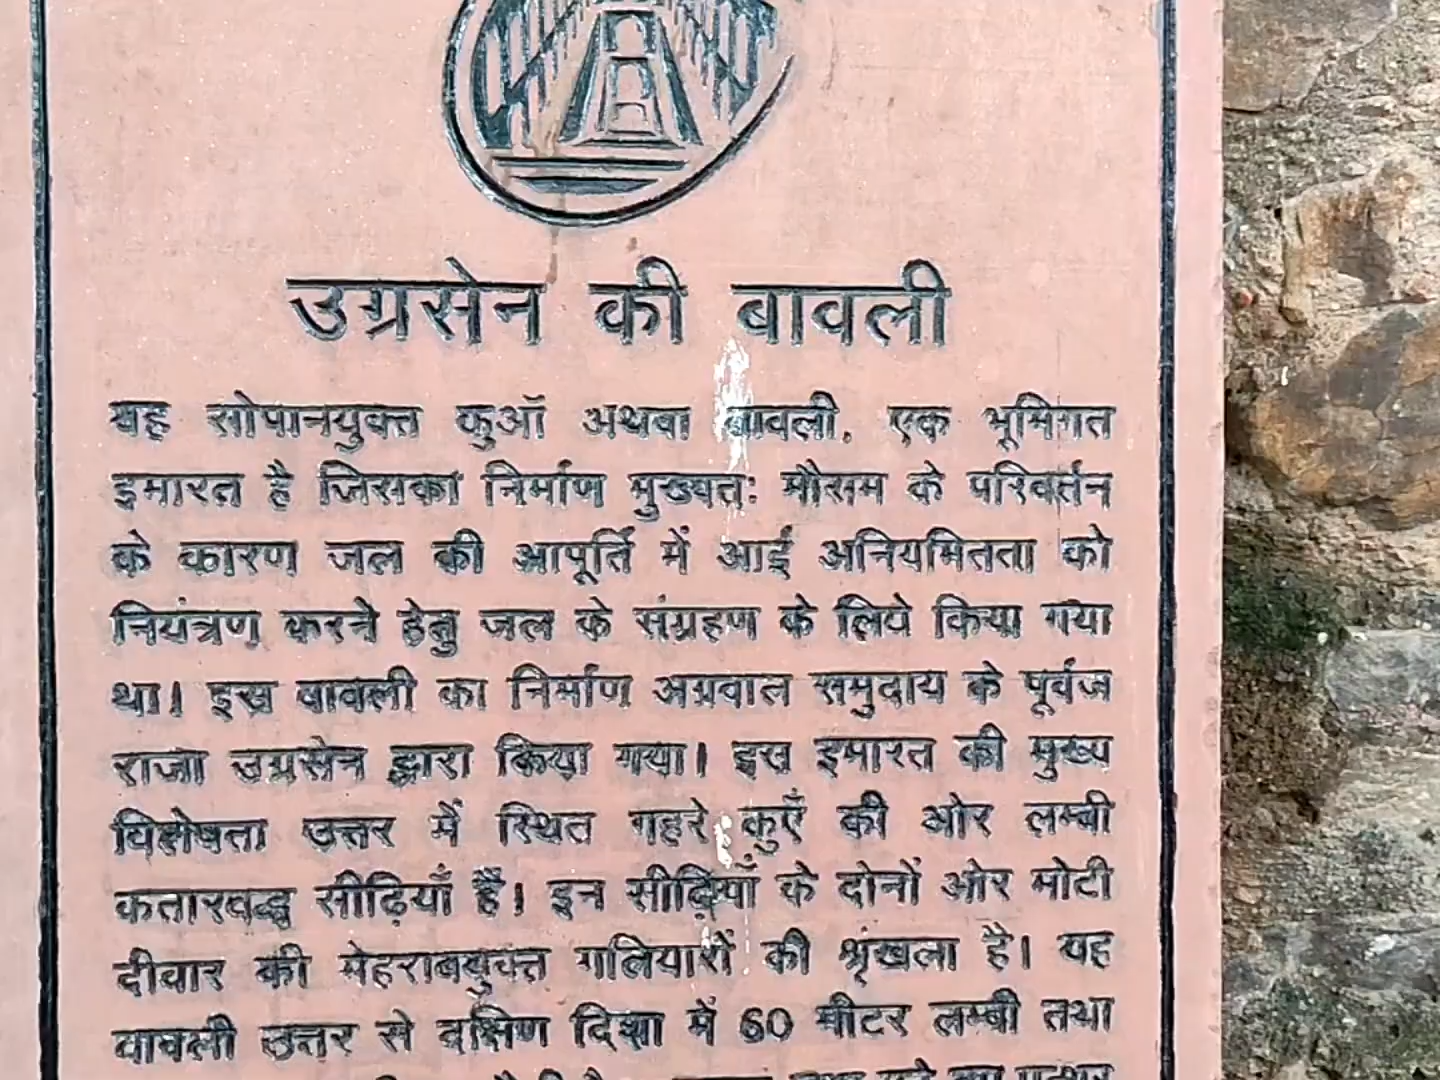 उग्रसेन की बावली
यह सोपानयुक्त कुआँ अथवा बावली, एक भूमिगत
इमारत है जिसका निर्माण मुख्यत: मौसम के परिवर्तन
के कारण जल की आपूर्ति में आई अनियमितता को
नियंत्रण करने हेतु जल के संग्रहण के लिये किया गया
था। इस बावली का निर्माण अग्रवाल समुदाय के पूर्वज
राजा उग्रसेन द्वारा किया गया। इस इमारत की मुख्य
विशेषता उत्तर में स्थित गहरे कुएँ की ओर लम्बी
कतारबद्ध सीढ़ियाँ हैं। इन सीढ़ियाँ के दोनों ओर मोटी
दीवार की मेहराबयुक्त गलियारों की श्रृंखला है। यह
बावली उत्तर से दक्षिण दिशा में 60 मीटर लम्बी तथा